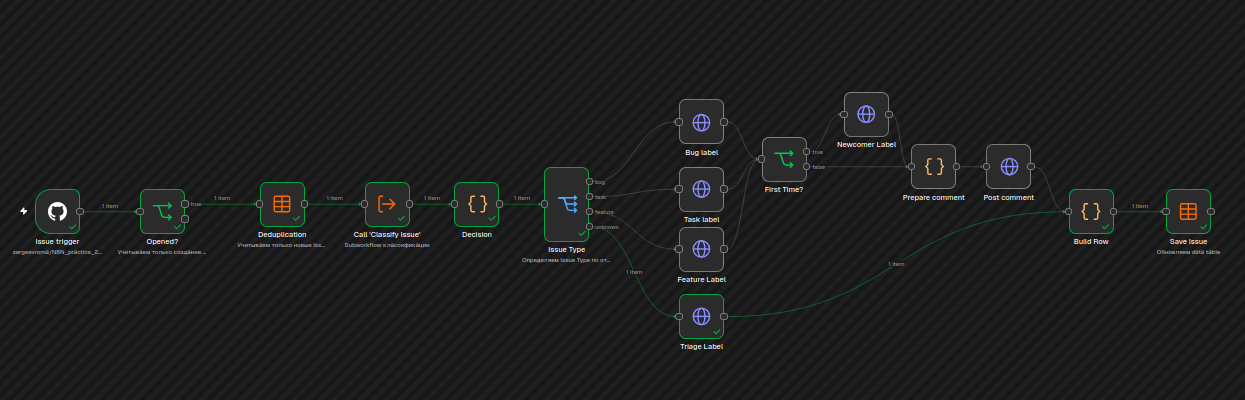 Bug label
Newcomer Label
true
false
First Time?
Prepare comment
Post comment
1 item
Issue trigger
sergeevroma/N8N_practice_2...
true
Opened?
Учитываем только создание ...
1 item
Deduplication
Учитываем только новые iss...
1 item
Call 'Classify Issue'
Subworkflow классификации
1 item
Decision
1 item
bug
task
feature
unknown
Issue Type
Определяем Issue Type по от...
Task label
Feature Label
1 item
Triage Label
1 item
Build Row
1 item
Save Issue
Обновляем data table